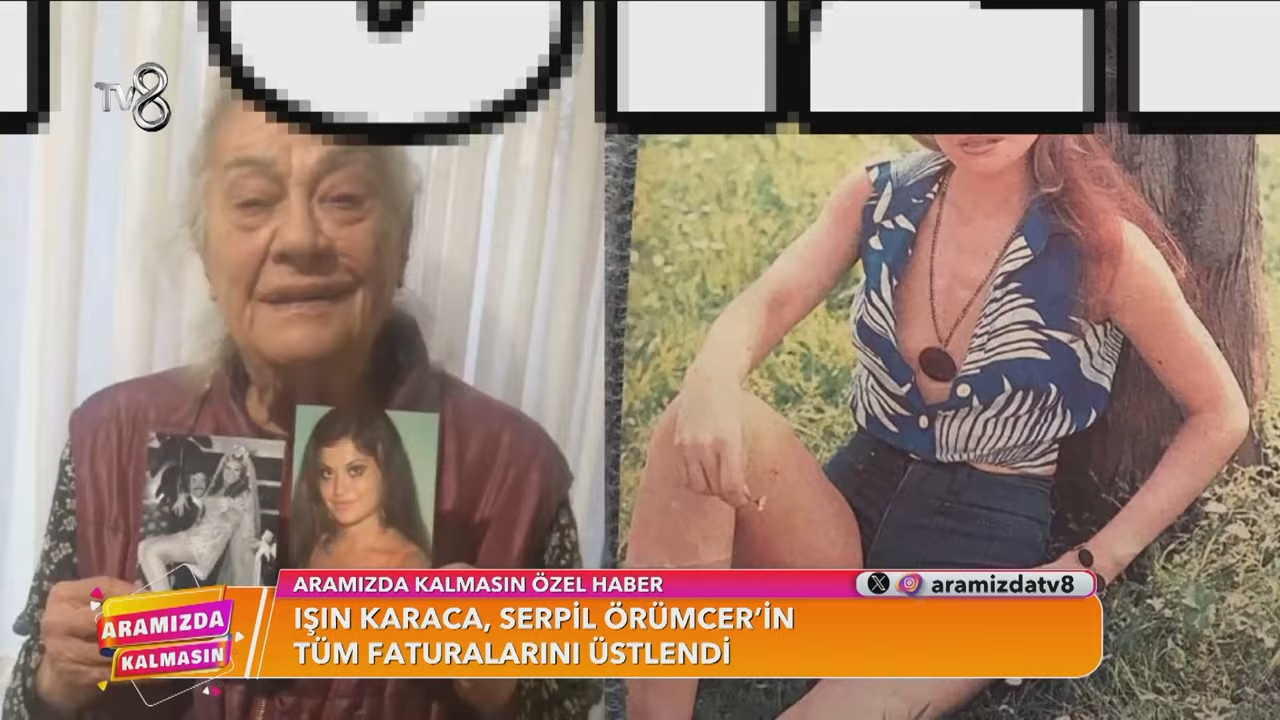 TV8
ARAMIZDA KALMASIN ÖZEL HABER
aramizdatv8
IŞIN KARACA, SERPİL ÖRÜMCER'İN
TÜM FATURALARINI ÜSTLENDİ
ARAMIZDA
KALMASIN